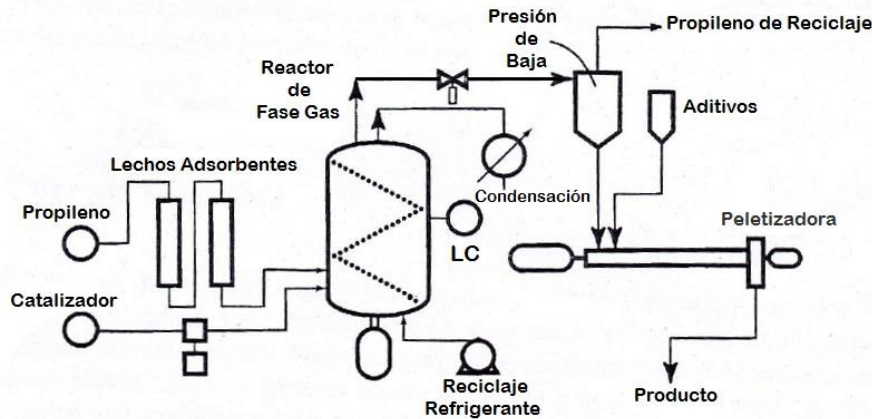 Presión
de
Baja
Propileno de Reciclaje
Reactor
de
Fase Gas
Aditivos
Lechos Adsorbentes
Condensación
Propileno
Peletizadora
LC
Catalizador
Reciclaje
Refrigerante
Producto